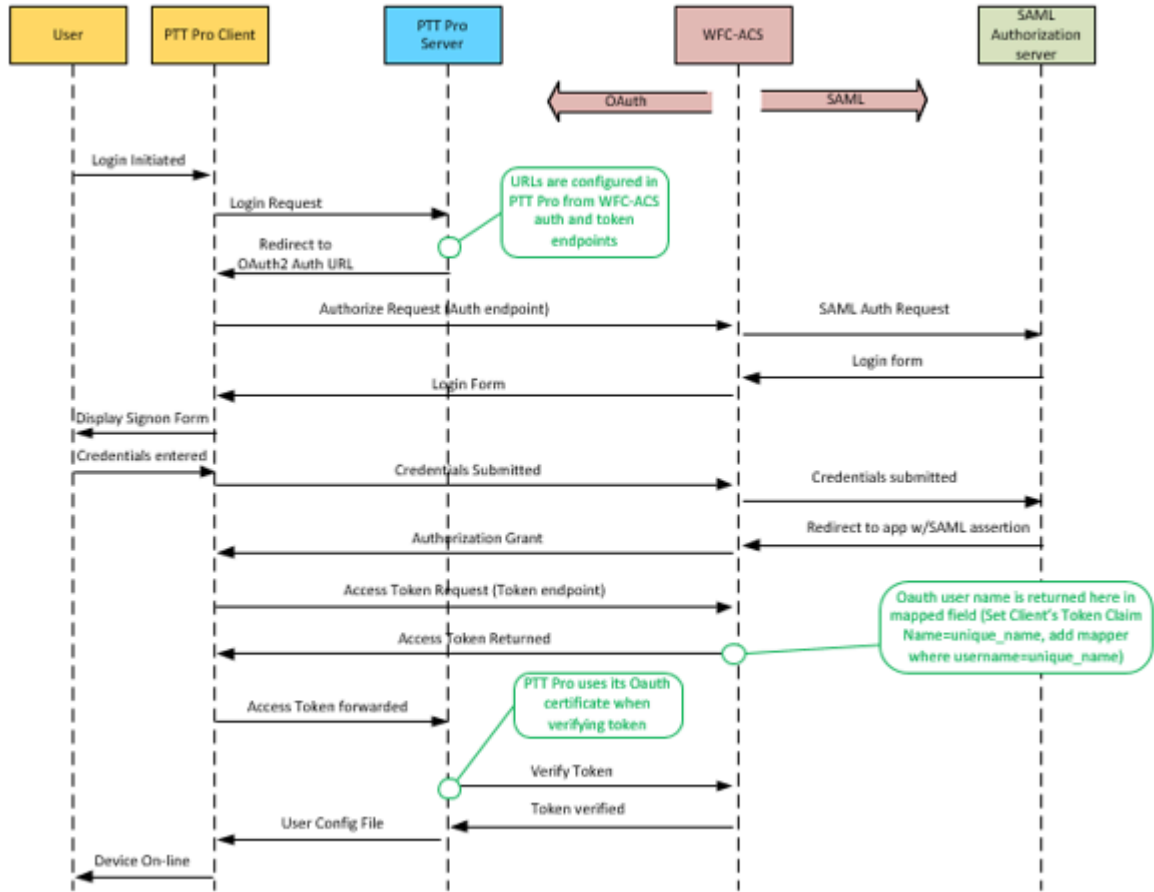 User
PTT Pro Client
PTT Pro
Server
WFC-ACS
SAML
Authorization
server
OAuth
SAML
Login Initiated
URLs are configured in
PTT Pro from WFC-ACS
auth and token
endpoints
Login Request
Redirect to
OAuth2 Auth URL
Authorize Request (Auth endpoint)
SAML Auth Request
Login form
Login Form
Display Signon Form
Credentials entered
Credentials Submitted
Credentials submitted
Redirect to app w/SAML assertion
Authorization Grant
Access Token Request (Token endpoint)
Oauth user name is returned here in
mapped field (Set Client's Token Claim
Name=unique_name, add mapper
where username=unique_name)
Access Token Returned
PTT Pro uses its Oauth
certificate when
verifying token
Access Token forwarded
Verify Token
Token verified
User Config File
Device On-line